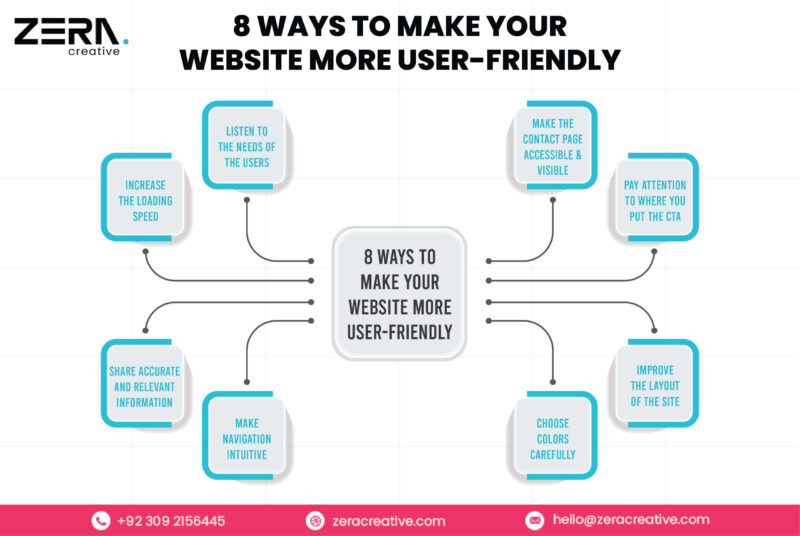 ZERA.
creative
8 WAYS TO MAKE YOUR
WEBSITE MORE USER-FRIENDLY
LISTEN TO
THE NEEDS OF
THE USERS
INCREASE
THE LOADING
SPEED
SHARE ACCURATE
AND RELEVANT
INFORMATION
MAKE
NAVIGATION
INTUITIVE
8 WAYS TO
MAKE YOUR
WEBSITE MORE
USER-FRIENDLY
MAKE THE
CONTACT PAGE
ACCESSIBLE &
VISIBLE
PAY ATTENTION
TO WHERE YOU
PUT THE CTA
IMPROVE
THE LAYOUT
OF THE SITE
CHOOSE
COLORS
CAREFULLY
+92 309 2156445
zeracreative.com
hello@zeracreative.com